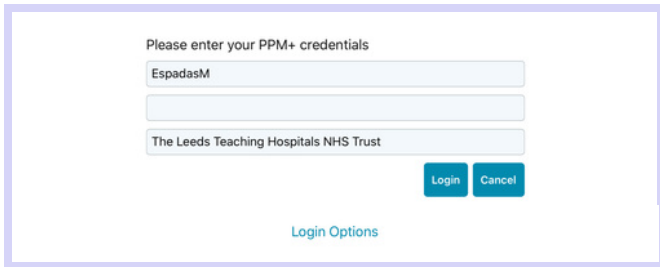 Please enter your PPM+ credentials
EspadasM
The Leeds Teaching Hospitals NHS Trust
Login Cancel
Login Options